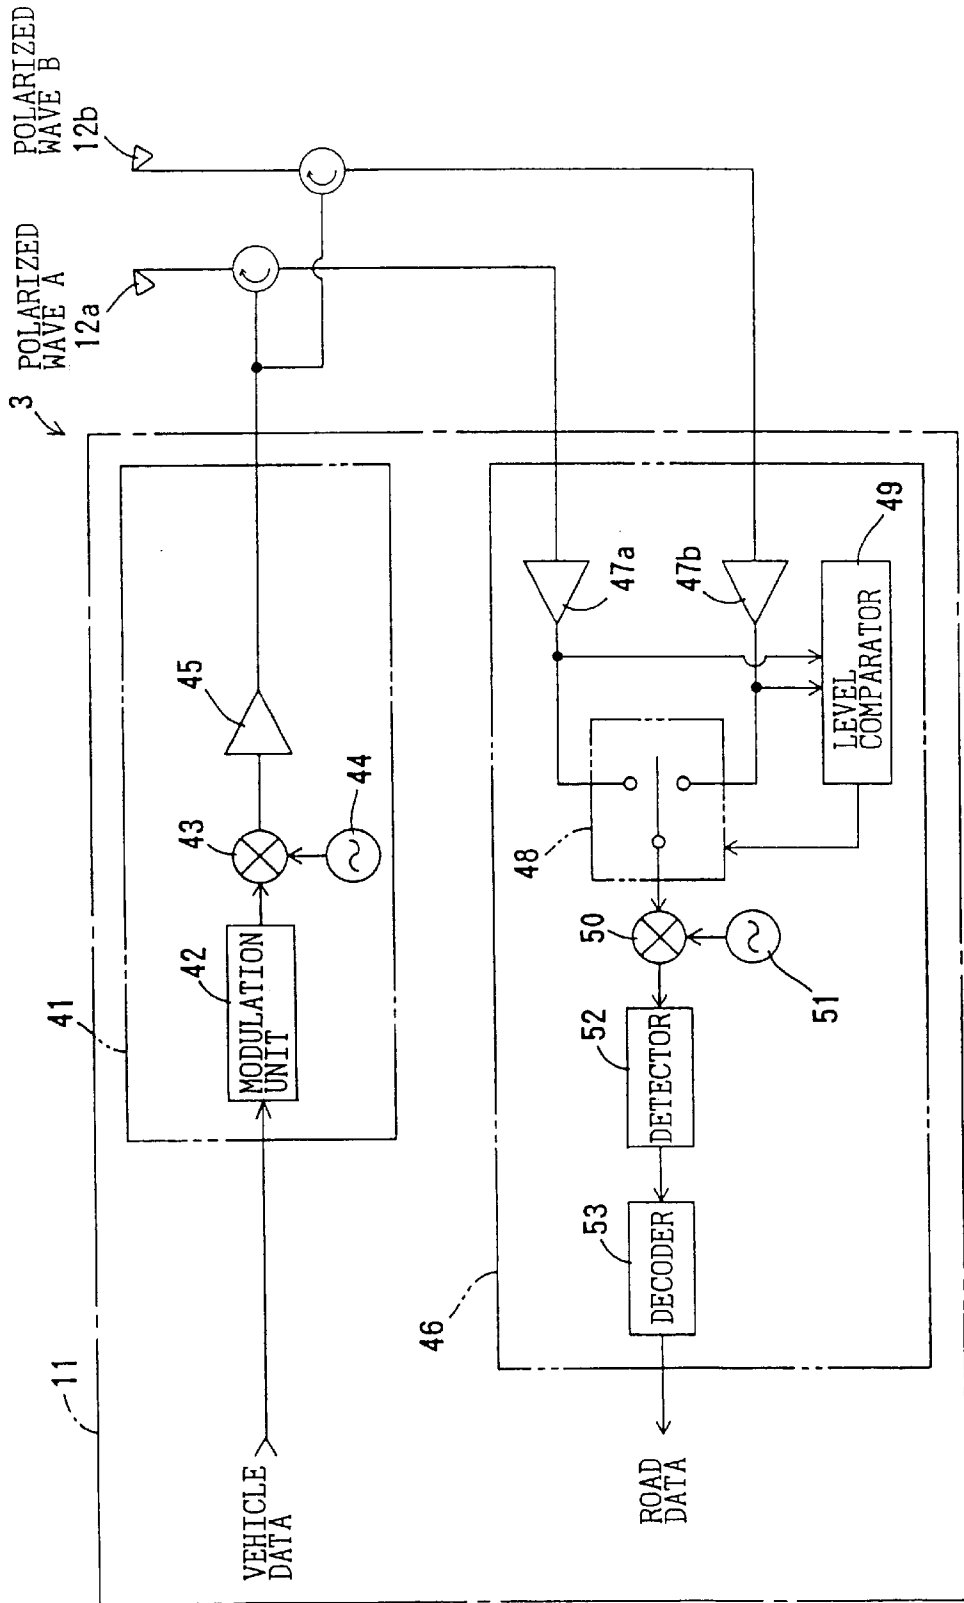 3
POLARIZED
WAVE A
12a
POLARIZED
WAVE B
12b
11
41
VEHICLE
DATA
42
MODULATION
UNIT
43
44
45
46
ROAD
DATA
53
DECODER
52
DETECTOR
50
51
48
47a
47b
49
LEVEL
COMPARATOR